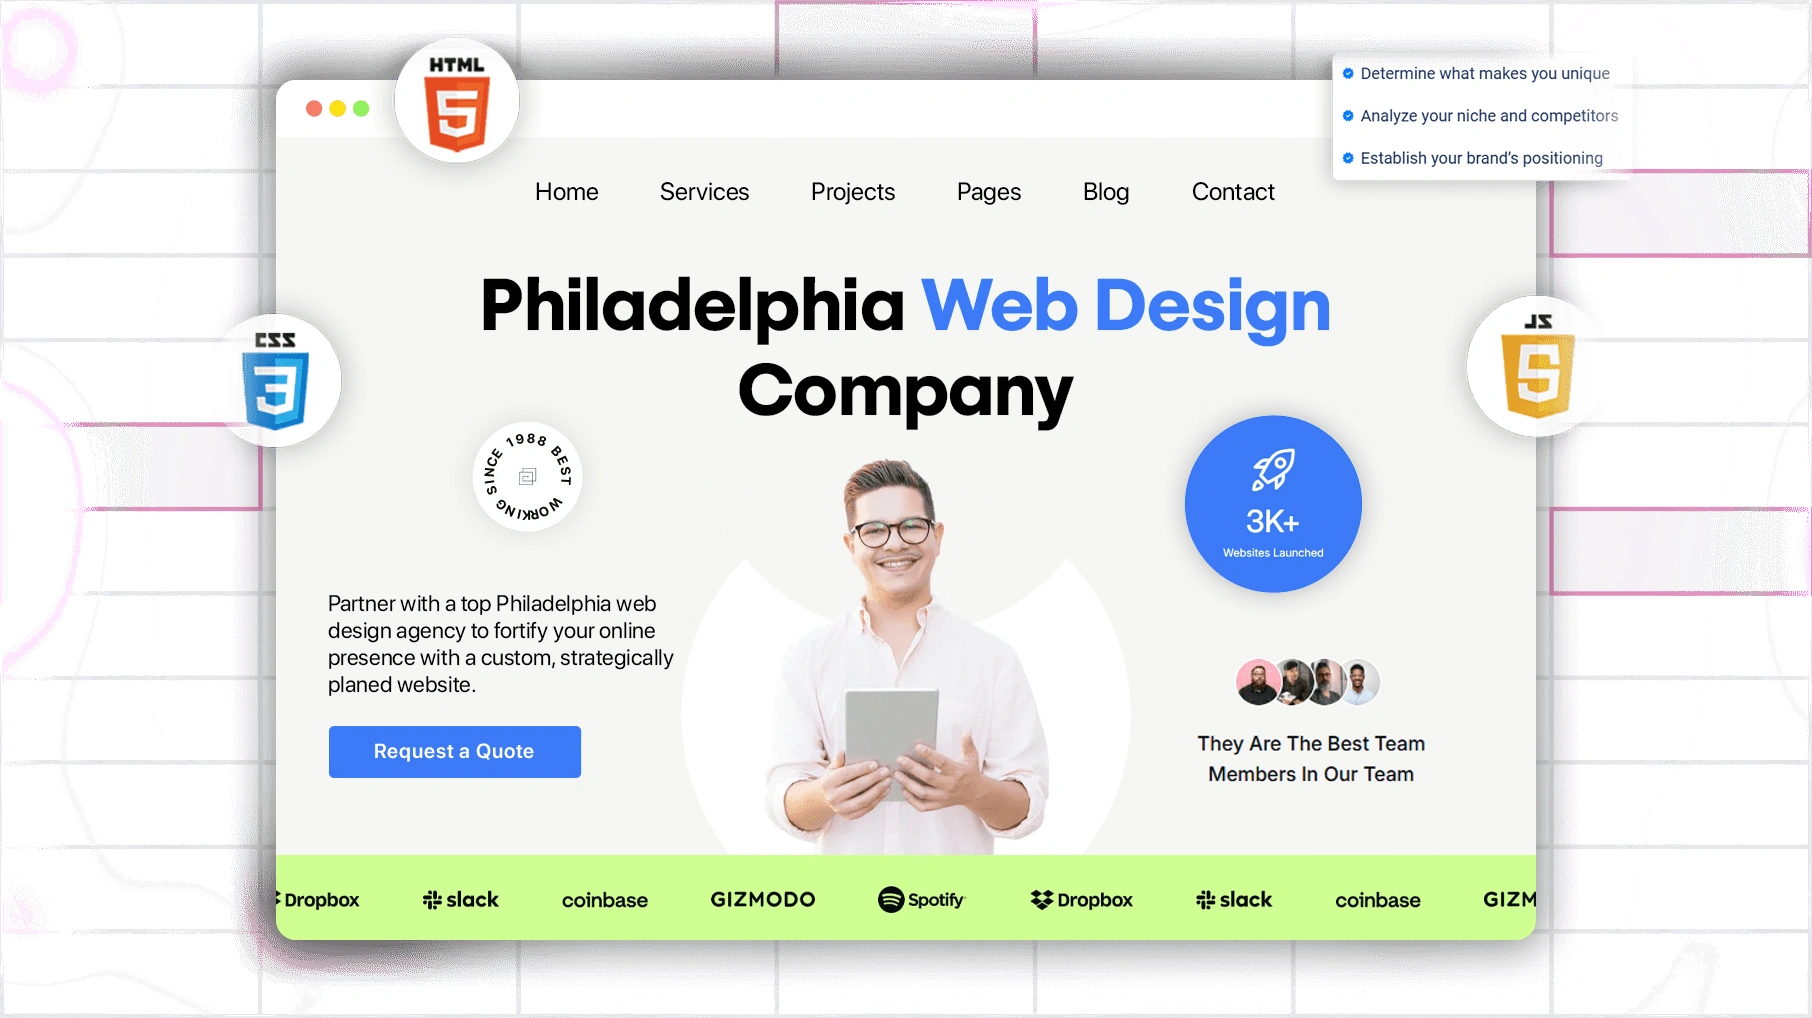 HTML
Determine what makes you unique
Analyze your niche and competitors
Establish your brand’s positioning
Home Services Projects Pages Blog Contact
Philadelphia Web Design
Company
CSS
JS
SINCE 1988 BEST WORKING
3K+
Websites Launched
Partner with a top Philadelphia web
design agency to fortify your online
presence with a custom, strategically
planed website.
Request a Quote
They Are The Best Team
Members In Our Team
Dropbox slack coinbase GIZMODO Spotify Dropbox slack coinbase GIZM